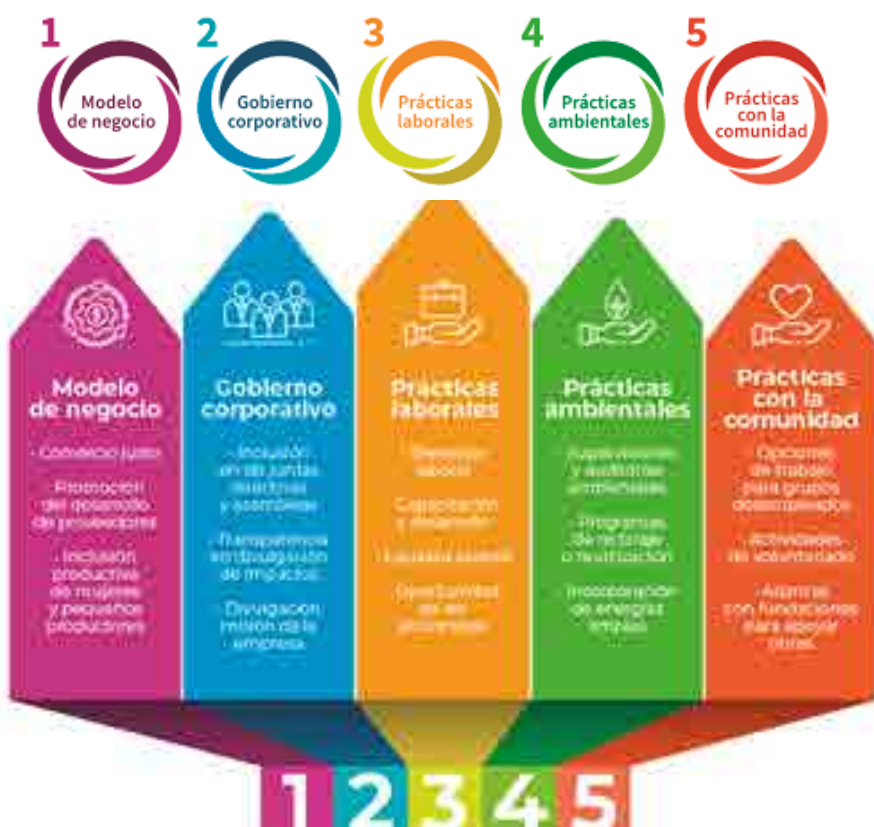 1
Modelo
de negocio
2
Gobierno
corporativo
3
Prácticas
laborales
4
Prácticas
ambientales
5
Prácticas
con la
comunidad
Modelo
de negocio
- Comercio justo
- Promoción
del desarrollo
de proveedores
- Inclusión
productiva
de mujeres
y pequeños
productores
Gobierno
corporativo
- Inclusión
en las juntas
directivas
y asambleas
- Transparencia
en divulgación
de impactos
- Divulgación
misión de la
empresa
Prácticas
laborales
- Bienestar
laboral
- Capacitación
y desarrollo
- Oportunidad
Prácticas
ambientales
y auditorías
ambientales
- Programas
de reciclaje
o reutilización
- Incorporación
de energías
limpias
Prácticas
con la
comunidad
- Opciones
de trabajo
para grupos
- Actividades
de voluntariado
- Alianzas
con fundaciones
para apoyar
obras
1 2 3 4 5